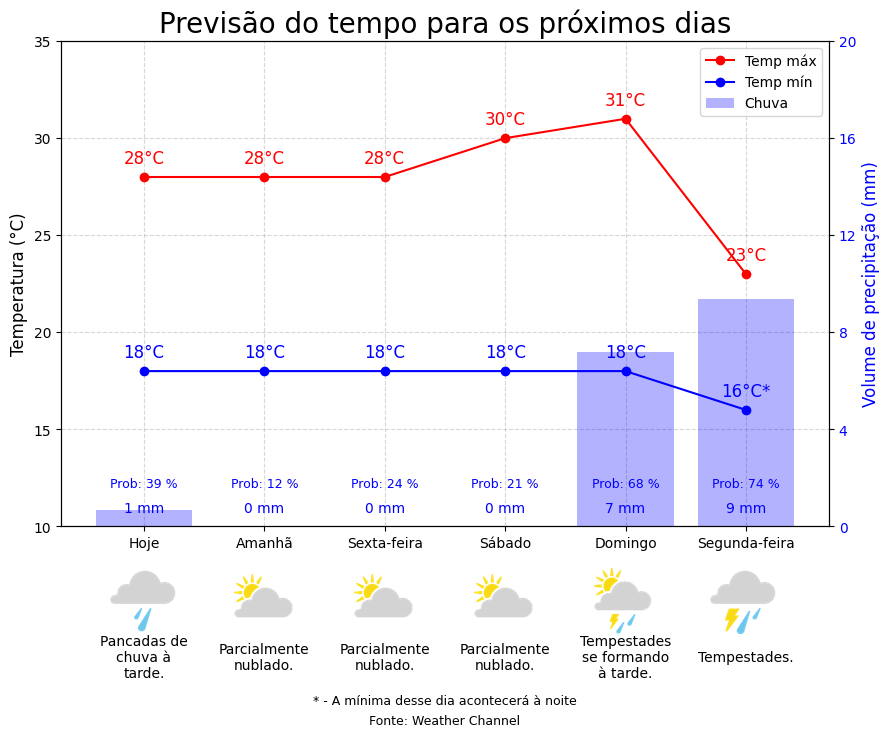 Previsão do tempo para os próximos dias
35
30
25
20
15
10
Temperatura (°C)
20
16
12
8
4
0
Volume de precipitação (mm)
Temp máx
Temp mín
Chuva
28°C
28°C
28°C
30°C
31°C
23°C
18°C
18°C
18°C
18°C
18°C
16°C*
Prob: 39 %
Prob: 12 %
Prob: 24 %
Prob: 21 %
Prob: 68 %
Prob: 74 %
1 mm
0 mm
0 mm
0 mm
7 mm
9 mm
Hoje
Amanhã
Sexta-feira
Sábado
Domingo
Segunda-feira
Pancadas de
chuva à
tarde.
Parcialmente
nublado.
Parcialmente
nublado.
Parcialmente
nublado.
Tempestades
se formando
à tarde.
Tempestades.
* - A mínima desse dia acontecerá à noite
Fonte: Weather Channel